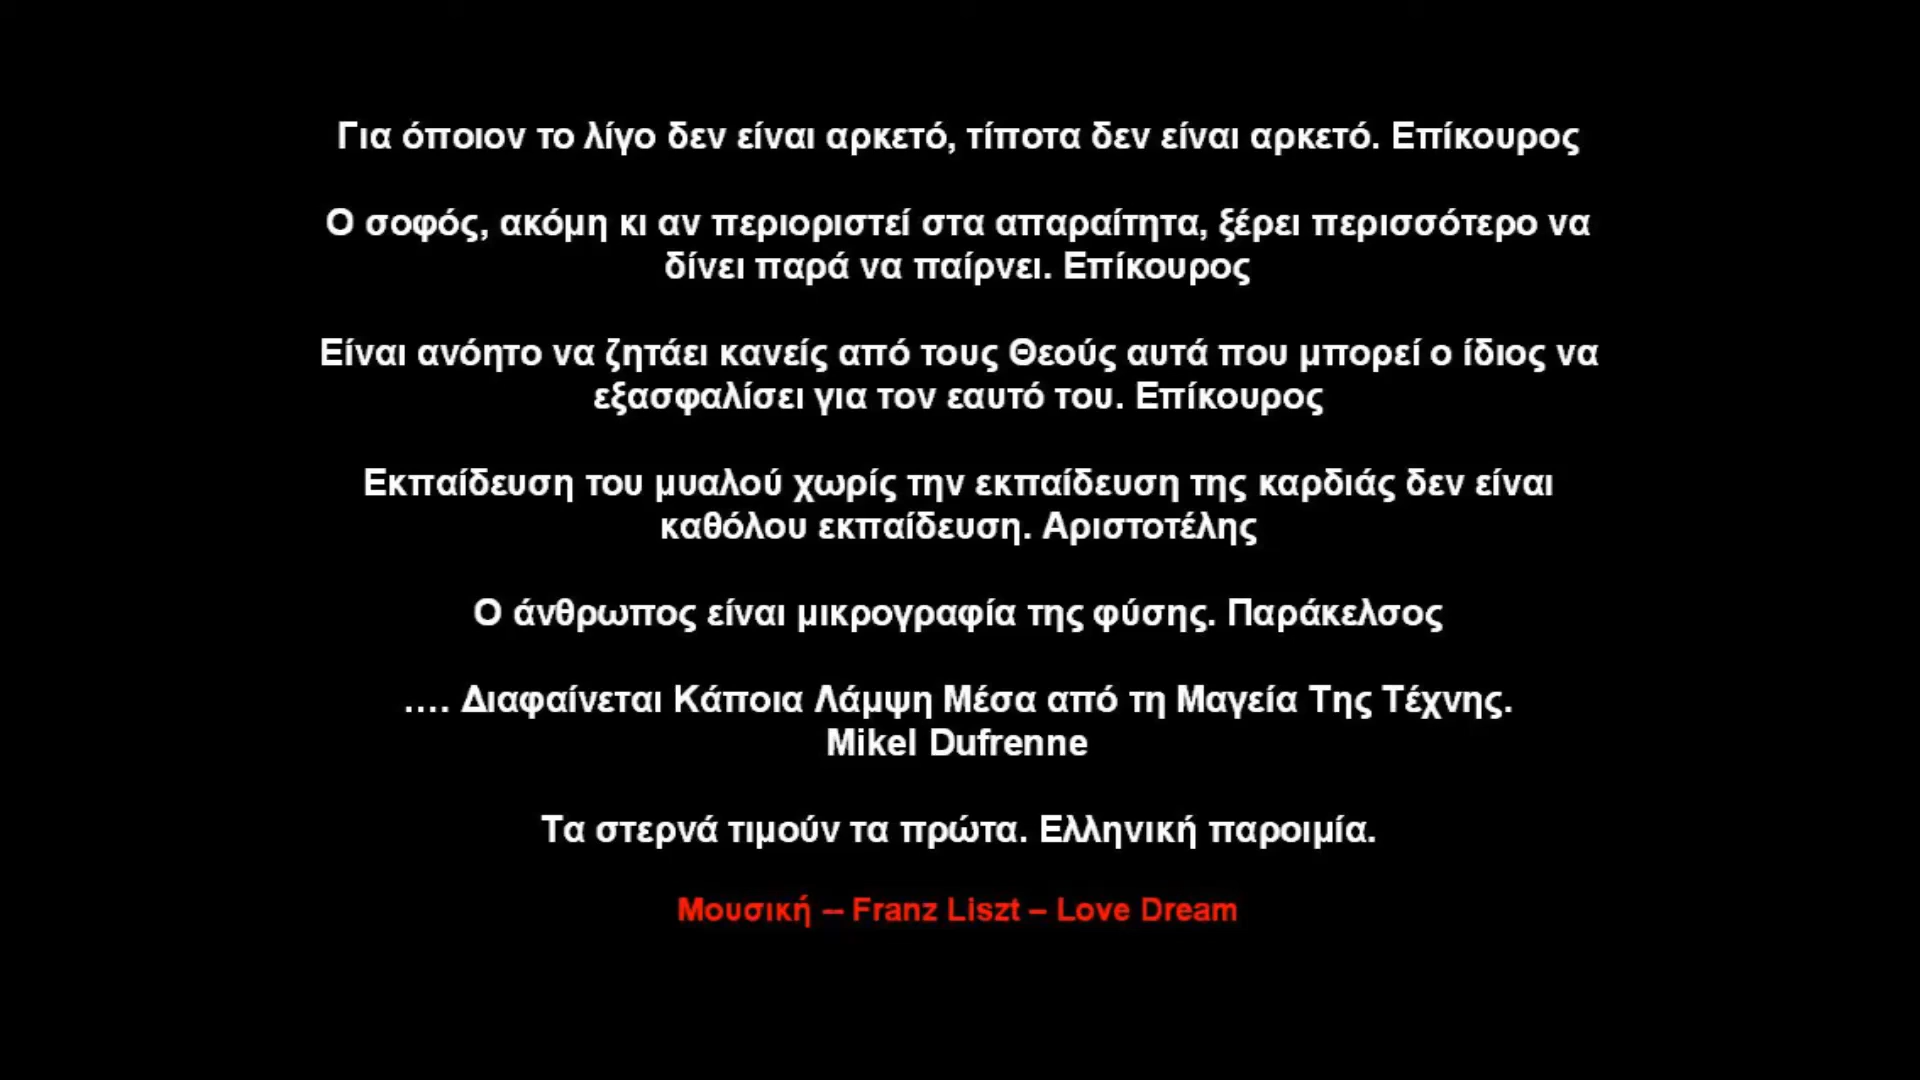 Για όποιον το λίγο δεν είναι αρκετό, τίποτα δεν είναι αρκετό. Επίκουρος
Ο σοφός, ακόμη κι αν περιοριστεί στα απαραίτητα, ξέρει περισσότερο να
δίνει παρά να παίρνει. Επίκουρος
Είναι ανόητο να ζητάει κανείς από τους Θεούς αυτά που μπορεί ο ίδιος να
εξασφαλίσει για τον εαυτό του. Επίκουρος
Εκπαίδευση του μυαλού χωρίς την εκπαίδευση της καρδιάς δεν είναι
καθόλου εκπαίδευση. Αριστοτέλης
Ο άνθρωπος είναι μικρογραφία της φύσης. Παράκελσος
…. Διαφαίνεται Κάποια Λάμψη Μέσα από τη Μαγεία Της Τέχνης.
Mikel Dufrenne
Τα στερνά τιμούν τα πρώτα. Ελληνική παροιμία.
Μουσική -- Franz Liszt – Love Dream